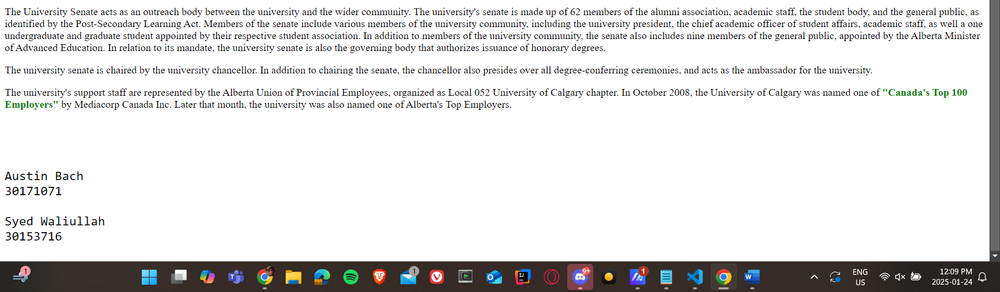 The University Senate acts as an outreach body between the university and the wider community. The university's senate is made up of 62 members of the alumni association, academic staff, the student body, and the general public, as
identified by the Post-Secondary Learning Act. Members of the senate include various members of the university community, including the university president, the chief academic officer of student affairs, academic staff, as well a one
undergraduate and graduate student appointed by their respective student association. In addition to members of the university community, the senate also includes nine members of the general public, appointed by the Alberta Minister
of Advanced Education. In relation to its mandate, the university senate is also the governing body that authorizes issuance of honorary degrees.
The university senate is chaired by the university chancellor. In addition to chairing the senate, the chancellor also presides over all degree-conferring ceremonies, and acts as the ambassador for the university.
The university's support staff are represented by the Alberta Union of Provincial Employees, organized as Local 052 University of Calgary chapter. In October 2008, the University of Calgary was named one of "Canada's Top 100
Employers" by Mediacorp Canada Inc. Later that month, the university was also named one of Alberta's Top Employers.
Austin Bach
30171071
Syed Waliullah
30153716
1
T
1
O
IJ
9+
1
W
ENG
US
12:09 PM
2025-01-24